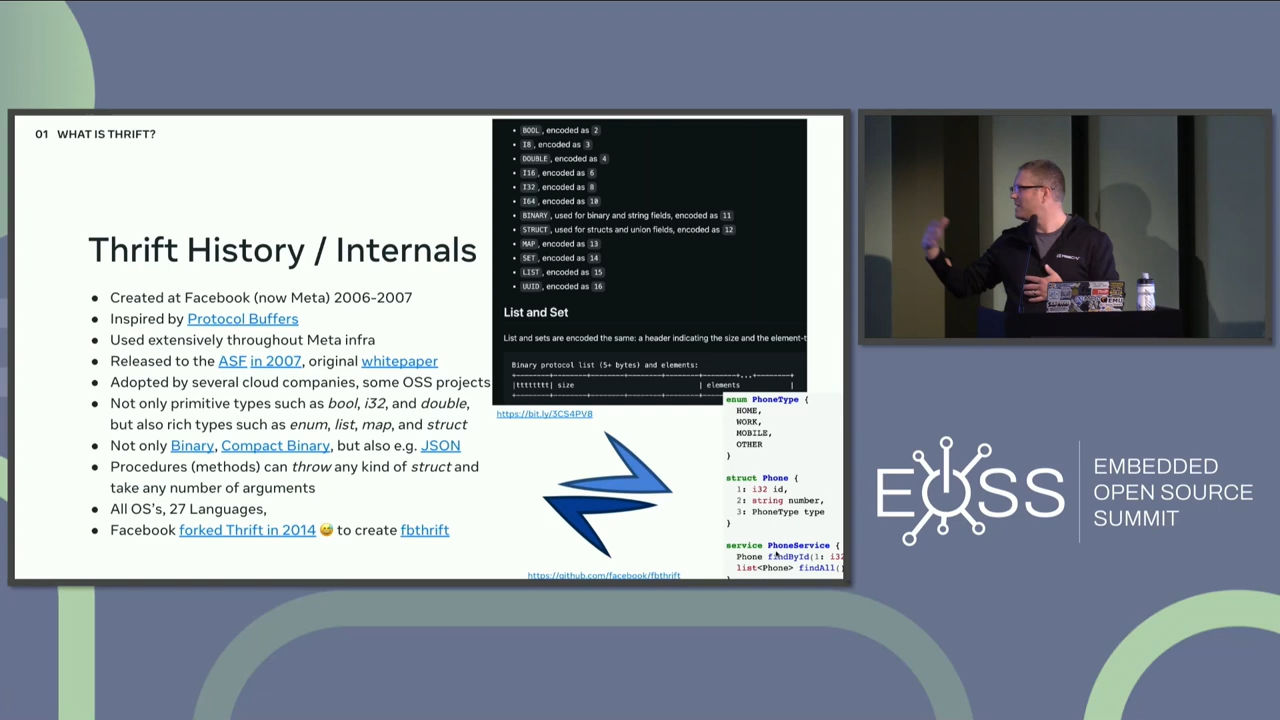 01 WHAT IS THRIFT?
Thrift History / Internals
● Created at Facebook (now Meta) 2006-2007
● Inspired by Protocol Buffers
● Used extensively throughout Meta infra
● Released to the ASF in 2007, original whitepaper
● Adopted by several cloud companies, some OSS projects
● Not only primitive types such as bool, i32, and double,
but also rich types such as enum, list, map, and struct
● Not only Binary, Compact Binary, but also e.g. JSON
● Procedures (methods) can throw any kind of struct and
take any number of arguments
● All OS's, 27 Languages,
● Facebook forked Thrift in 2014 😅 to create fbthrift
• BOOL, encoded as 2
• I8, encoded as 3
• DOUBLE, encoded as 4
• I16, encoded as 6
• I32, encoded as 8
• I64, encoded as 10
• BINARY, used for binary and string fields, encoded as 11
• STRUCT, used for structs and union fields, encoded as 12
• MAP, encoded as 13
• SET, encoded as 14
• LIST, encoded as 15
• UUID, encoded as 16
List and Set
List and sets are encoded the same: a header indicating the size and the element-t
Binary protocol list (5+ bytes) and elements:
|tttttttt| size | elements |
https://bit.ly/3CS4PV8
enum PhoneType {
HOME,
WORK,
MOBILE,
OTHER
}
struct Phone {
1: i32 id,
2: string number,
3: PhoneType type
}
service PhoneService {
Phone findById(1: i32
list<Phone> findAll()
}
https://github.com/facebook/fbthrift
EOSS
EMBEDDED
OPEN SOURCE
SUMMIT